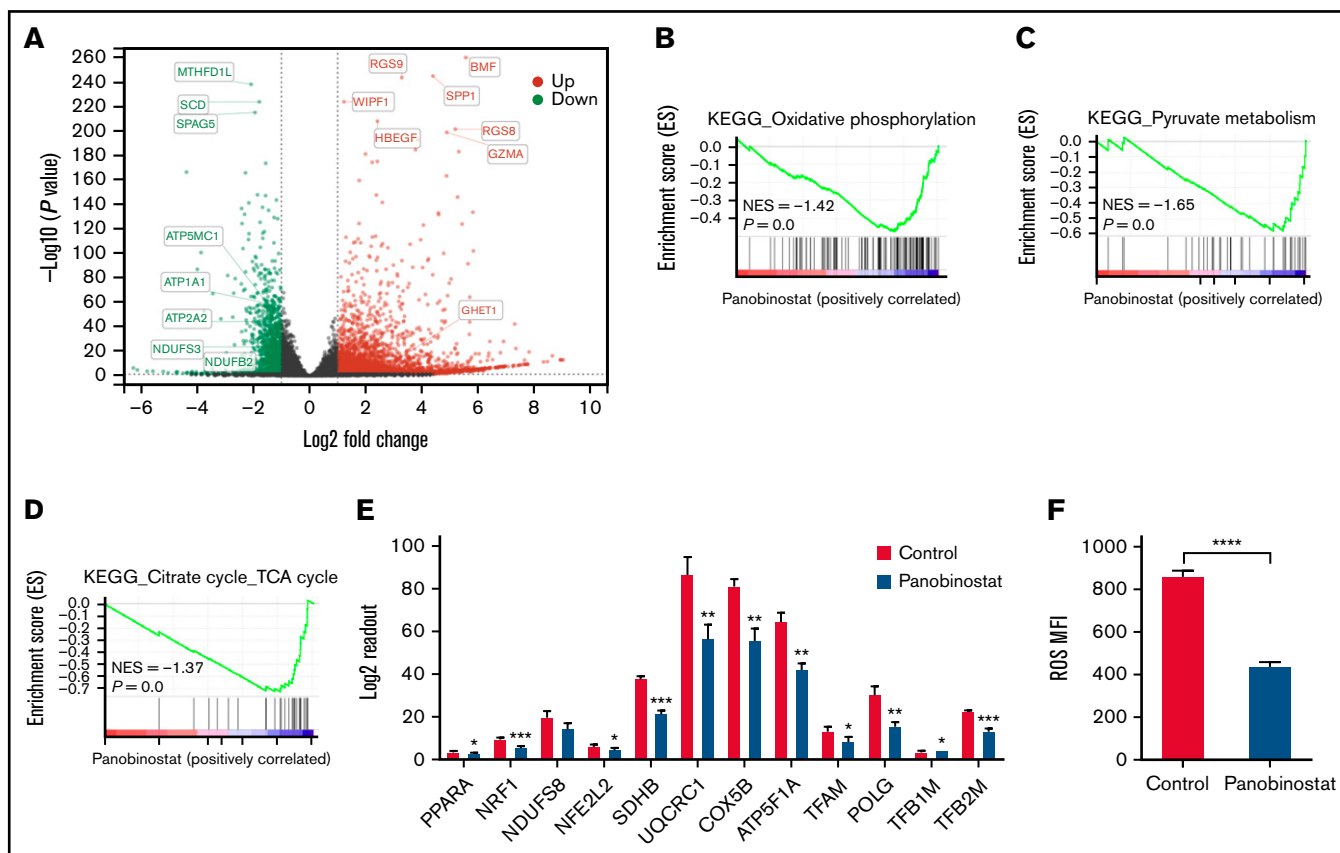 A
−Log10 (P value)
260
240
220
200
180
160
140
120
100
80
60
40
20
0
MTHFD1L
SCD
SPAG5
ATP5MC1
ATP1A1
ATP2A2
NDUFS3
NDUFB2
RGS9
BMF
WIPF1
SPP1
HBEGF
RGS8
GZMA
GHET1
Up
Down
−6 −4 −2 0 2 4 6 8 10
Log2 fold change
B
KEGG_Oxidative phosphorylation
Enrichment score (ES)
0.0
−0.1
−0.2
−0.3
−0.4
NES = −1.42
P = 0.0
Panobinostat (positively correlated)
C
KEGG_Pyruvate metabolism
Enrichment score (ES)
0.0
−0.1
−0.2
−0.3
−0.4
−0.5
−0.6
NES = −1.65
P = 0.0
Panobinostat (positively correlated)
D
KEGG_Citrate cycle_TCA cycle
Enrichment score (ES)
0.0
−0.1
−0.2
−0.3
−0.4
−0.5
−0.6
−0.7
NES = −1.37
P = 0.0
Panobinostat (positively correlated)
E
Log2 readout
100
80
60
40
20
0
Control
Panobinostat
* *** * *** ** ** ** * ** * ***
PPARA
NRF1
NDUFS8
NFE2L2
SDHB
UQCRC1
COX5B
ATP5F1A
TFAM
POLG
TFB1M
TFB2M
F
ROS MFI
1000
800
600
400
200
0
****
Control Panobinostat